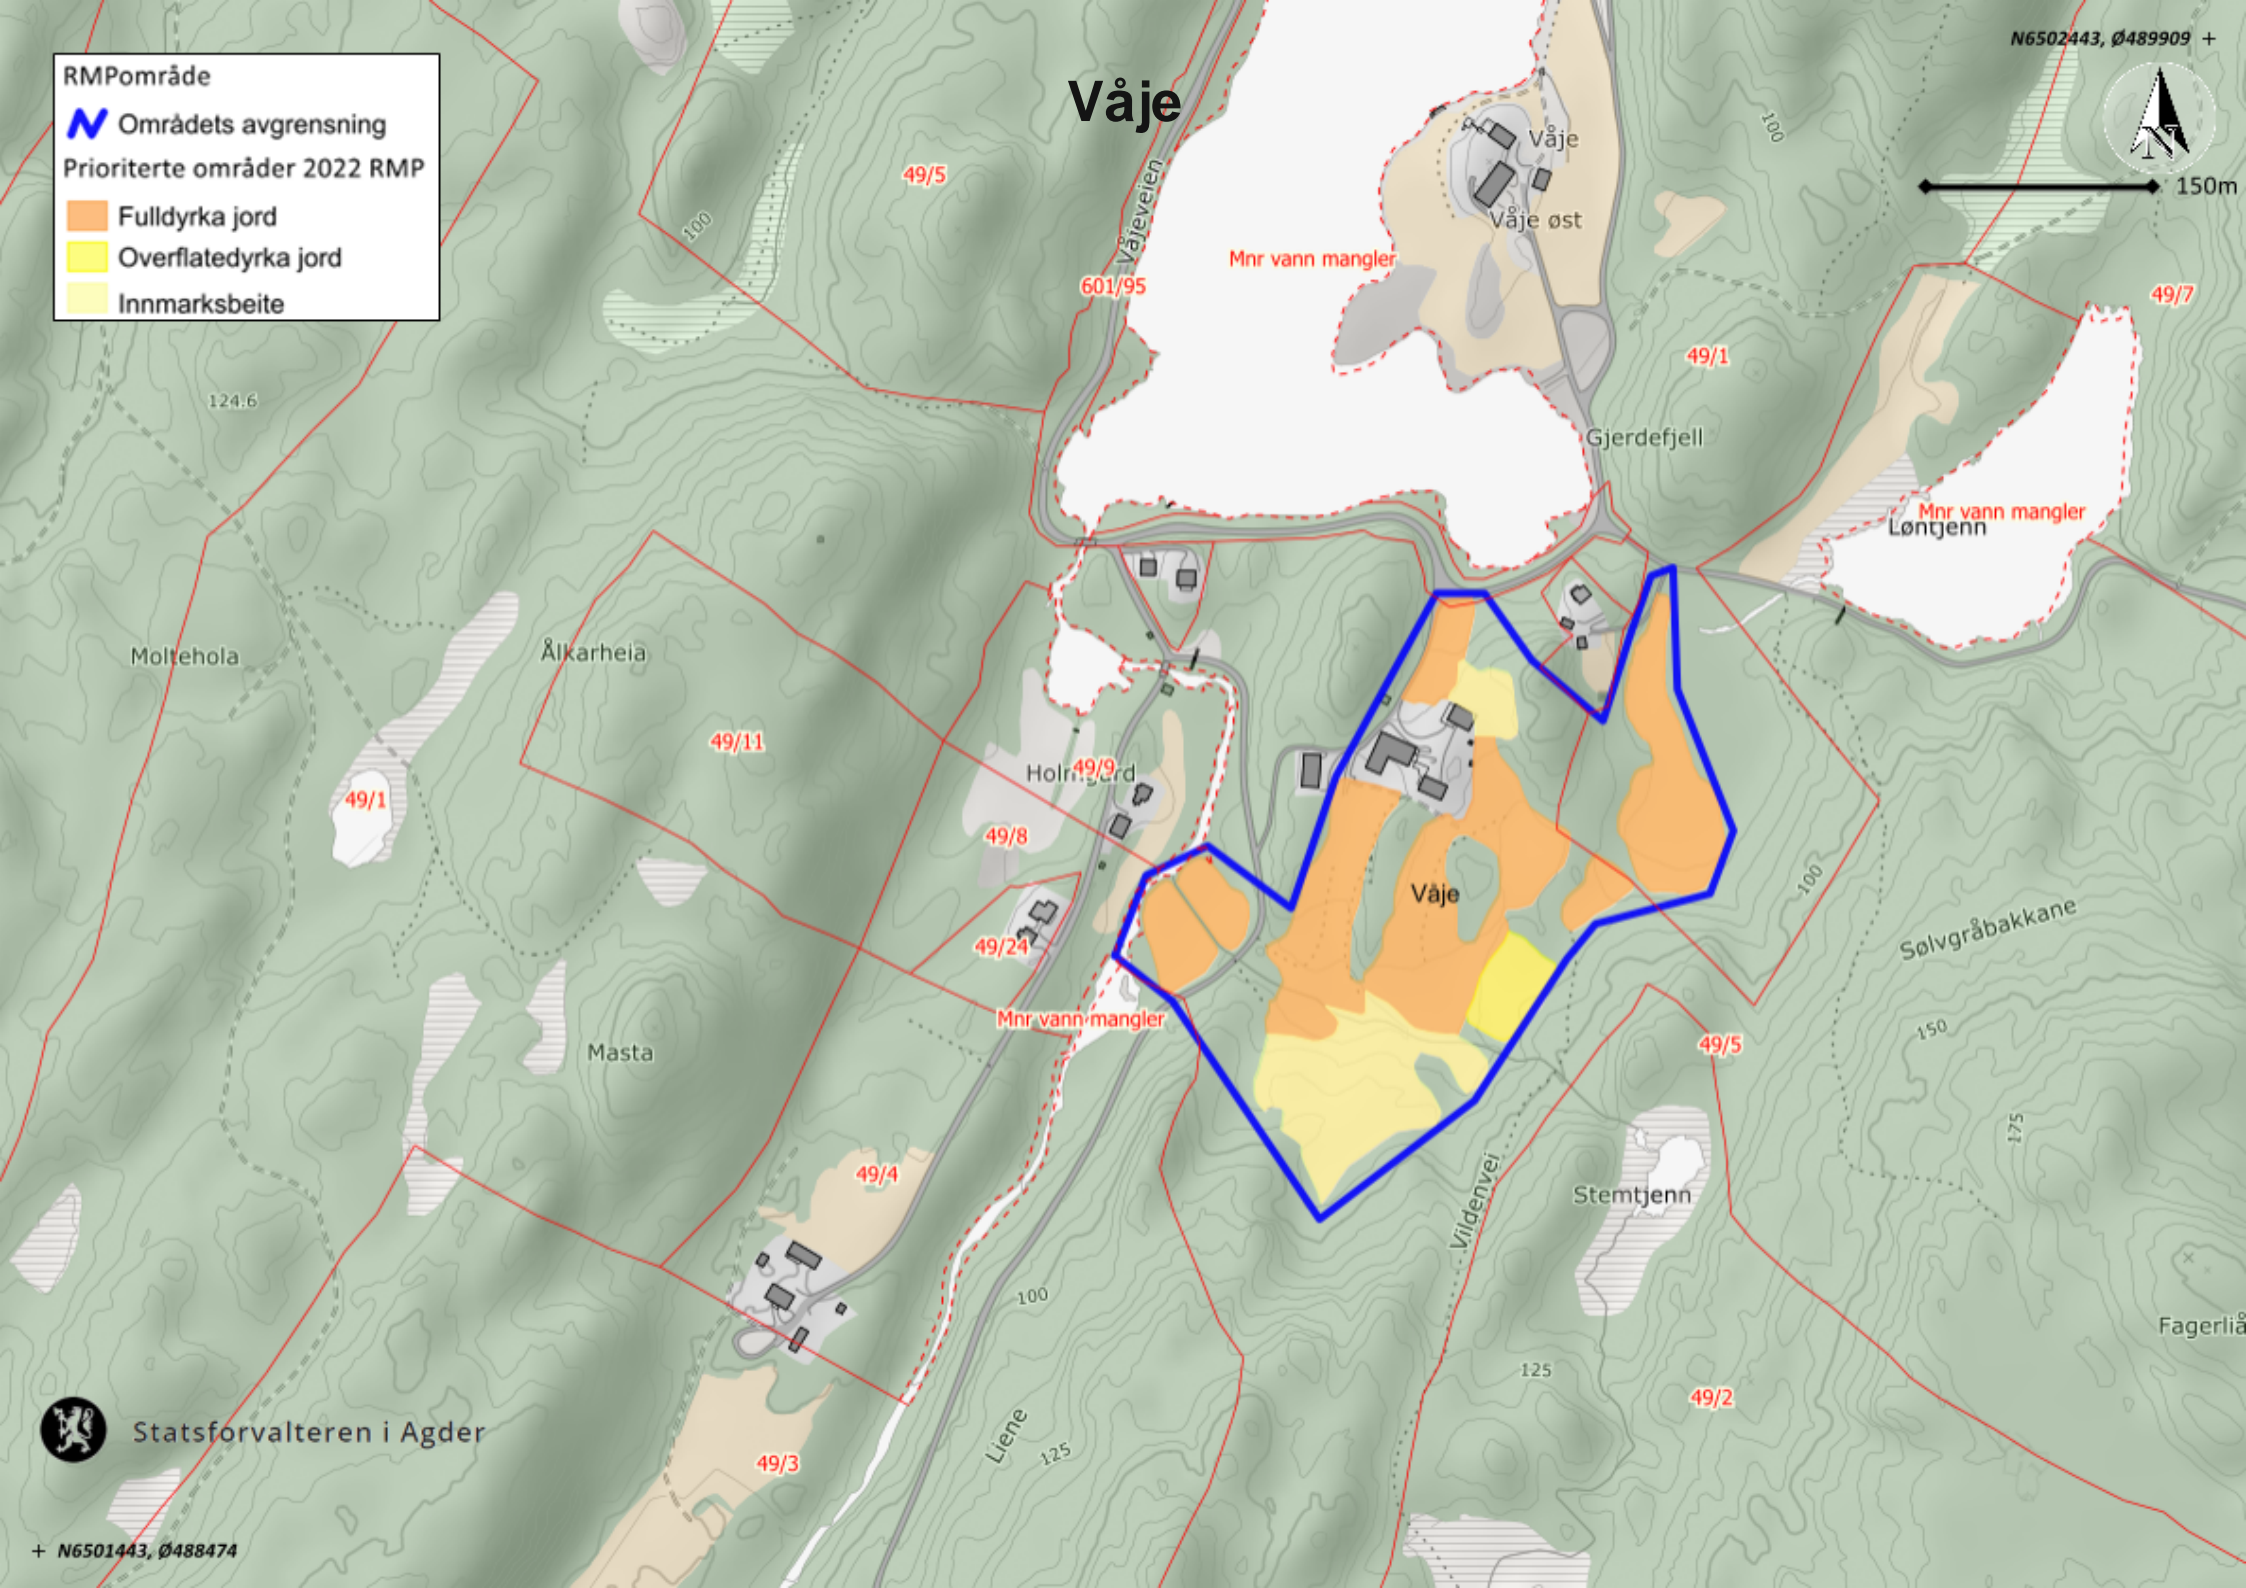 N6502443, Ø489909 +
RMPområde
Områdets avgrensning
Prioriterte områder 2022 RMP
Fulldyrka jord
Overflatedyrka jord
Innmarksbeite
Våje
N
150m
100
Våje
49/5
Våjeveien
100
Våje øst
Mnr vann mangler
601/95
49/7
49/1
124.6
Gjerdefjell
Mnr vann mangler
Løntjenn
Moltehola
Ålkarheia
49/11
49/9
Holmgard
49/1
49/8
Våje
100
49/24
Sølvgråbakkane
Mnr vann mangler
150
49/5
Masta
175
49/4
Stemtjenn
Vildenvei
100
Fagerliå
125
49/2
Statsforvalteren i Agder
Liene
125
49/3
+ N6501443, Ø488474